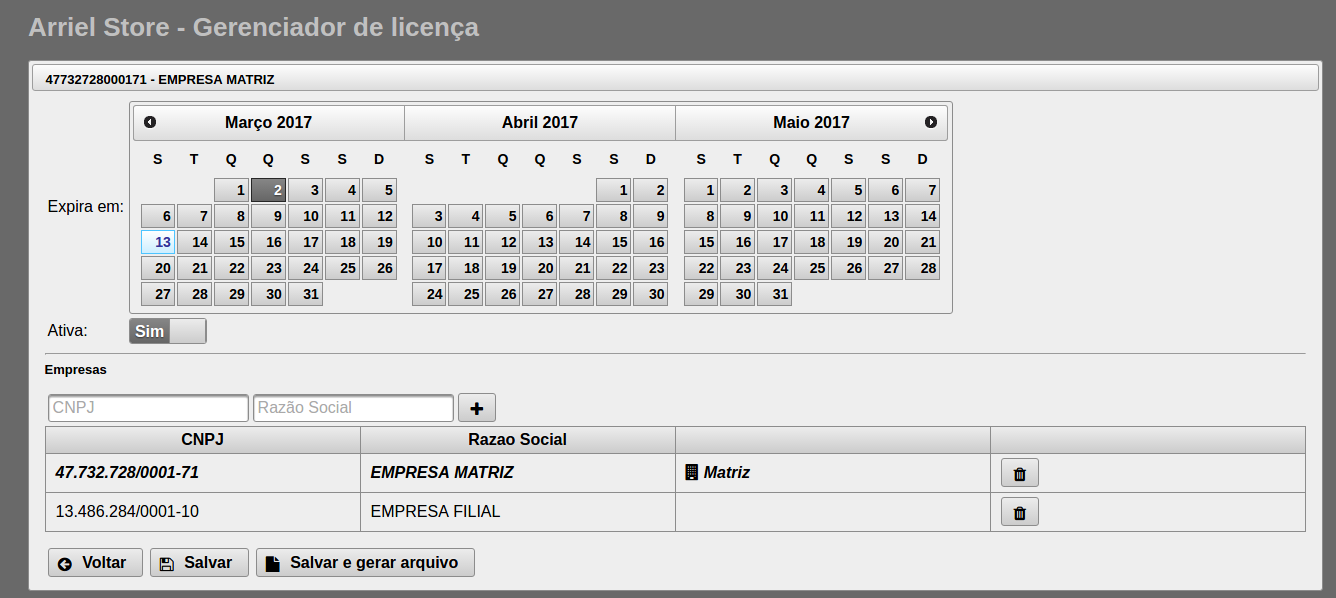 Arriel Store - Gerenciador de licença
47732728000171 - EMPRESA MATRIZ
Março 2017 Abril 2017 Maio 2017
S T Q Q S S D S T Q Q S S D S T Q Q S S D
1 2 3 4 5 1 2 1 2 3 4 5 6 7
Expira em:
6 7 8 9 10 11 12 3 4 5 6 7 8 9 8 9 10 11 12 13 14
13 14 15 16 17 18 19 10 11 12 13 14 15 16 15 16 17 18 19 20 21
20 21 22 23 24 25 26 17 18 19 20 21 22 23 22 23 24 25 26 27 28
27 28 29 30 31 24 25 26 27 28 29 30 29 30 31
Ativa: Sim
Empresas
CNPJ Razão Social
CNPJ Razao Social
47.732.728/0001-71 EMPRESA MATRIZ Matriz
13.486.284/0001-10 EMPRESA FILIAL
Voltar Salvar Salvar e gerar arquivo